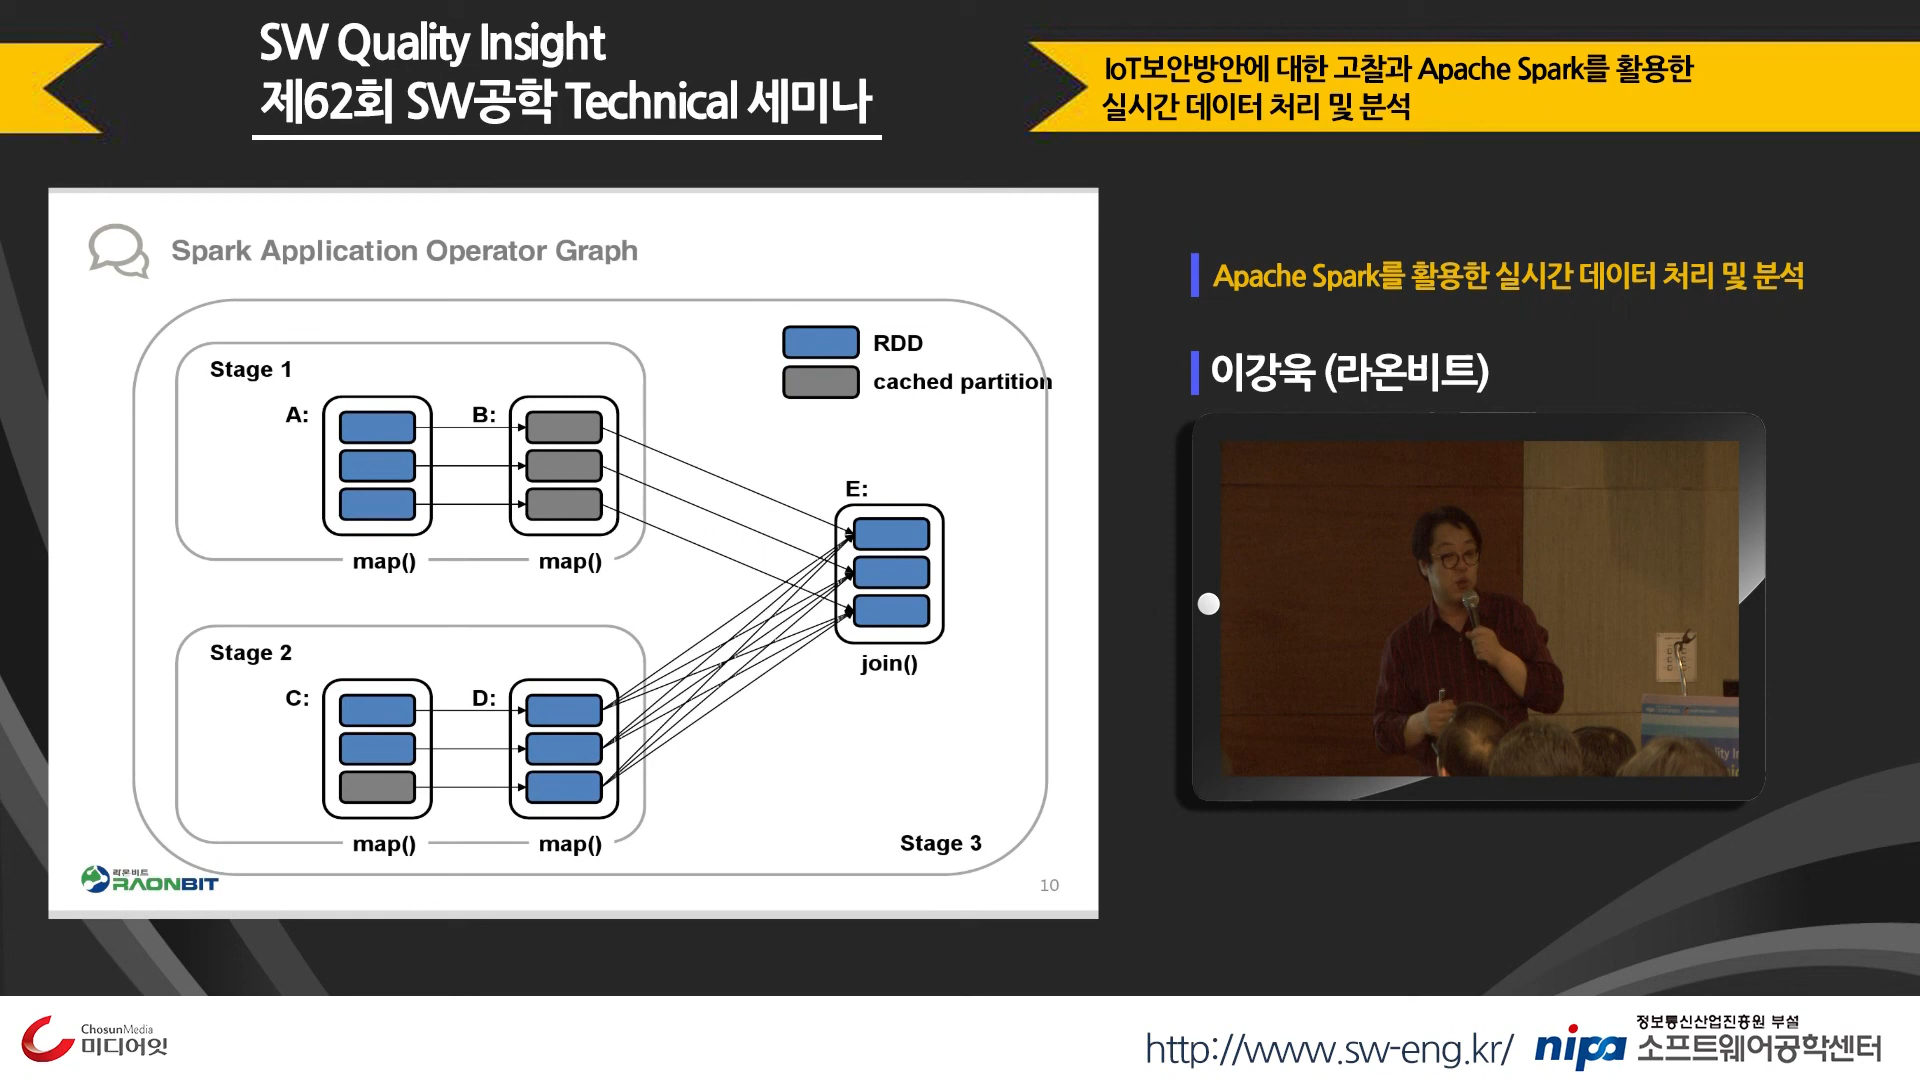 SW Quality Insight
제62회 SW공학 Technical 세미나
IoT보안방안에 대한 고찰과 Apache Spark를 활용한
실시간 데이터 처리 및 분석
Spark Application Operator Graph
RDD
cached partition
Stage 1
A:
B:
map()
map()
E:
join()
Stage 2
C:
D:
map()
map()
Stage 3
라온비트
RAONBIT
10
Apache Spark를 활용한 실시간 데이터 처리 및 분석
이강욱 (라온비트)
ChosunMedia
미디어잇
http://www.sw-eng.kr/
nipa
정보통신산업진흥원 부설
소프트웨어공학센터